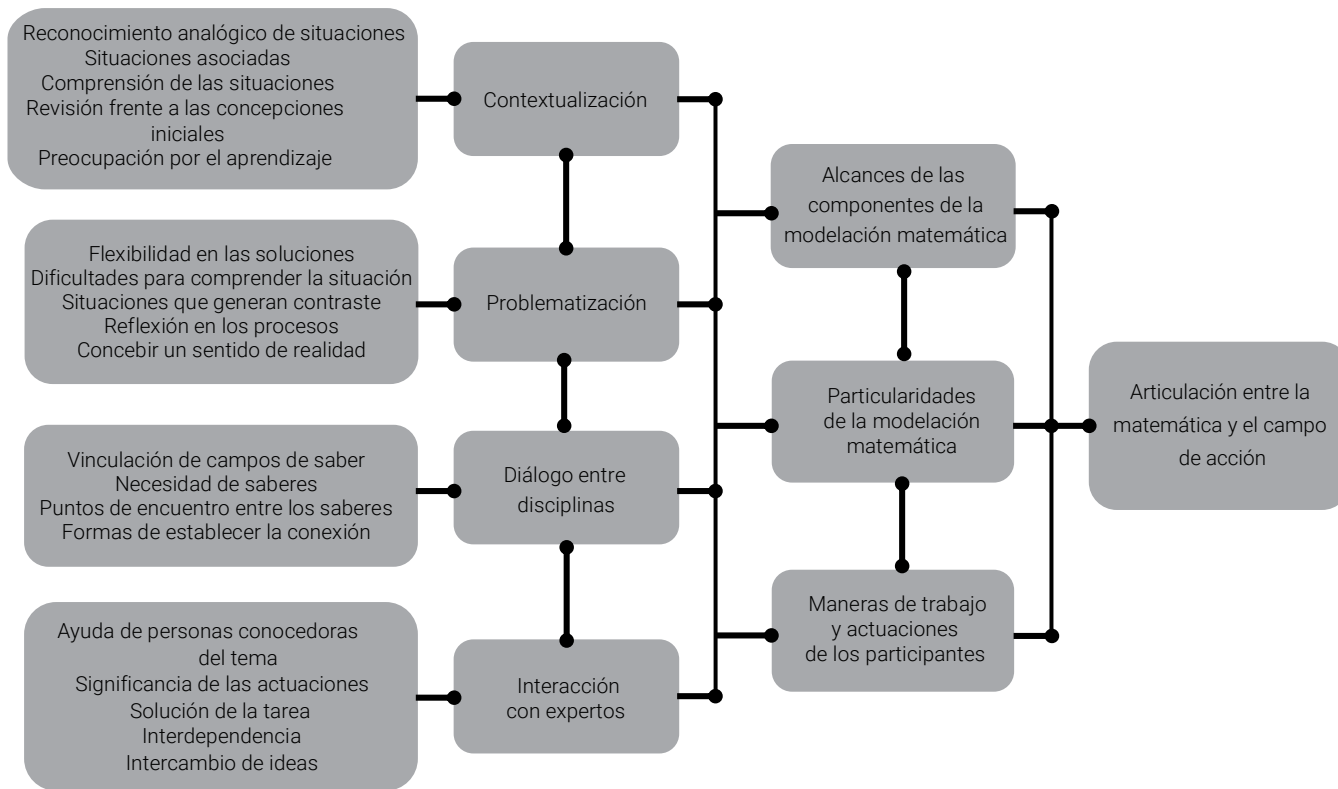 Reconocimiento analógico de situaciones
Situaciones asociadas
Comprensión de las situaciones
Revisión frente a las concepciones
iniciales
Preocupación por el aprendizaje
Contextualización
Flexibilidad en las soluciones
Dificultades para comprender la situación
Situaciones que generan contraste
Reflexión en los procesos
Concebir un sentido de realidad
Problematización
Vinculación de campos de saber
Necesidad de saberes
Puntos de encuentro entre los saberes
Formas de establecer la conexión
Diálogo entre
disciplinas
Ayuda de personas conocedoras
del tema
Significancia de las actuaciones
Solución de la tarea
Interdependencia
Intercambio de ideas
Interacción
con expertos
Alcances de las
componentes de la
modelación matemática
Particularidades
de la modelación
matemática
Maneras de trabajo
y actuaciones
de los participantes
Articulación entre la
matemática y el campo
de acción